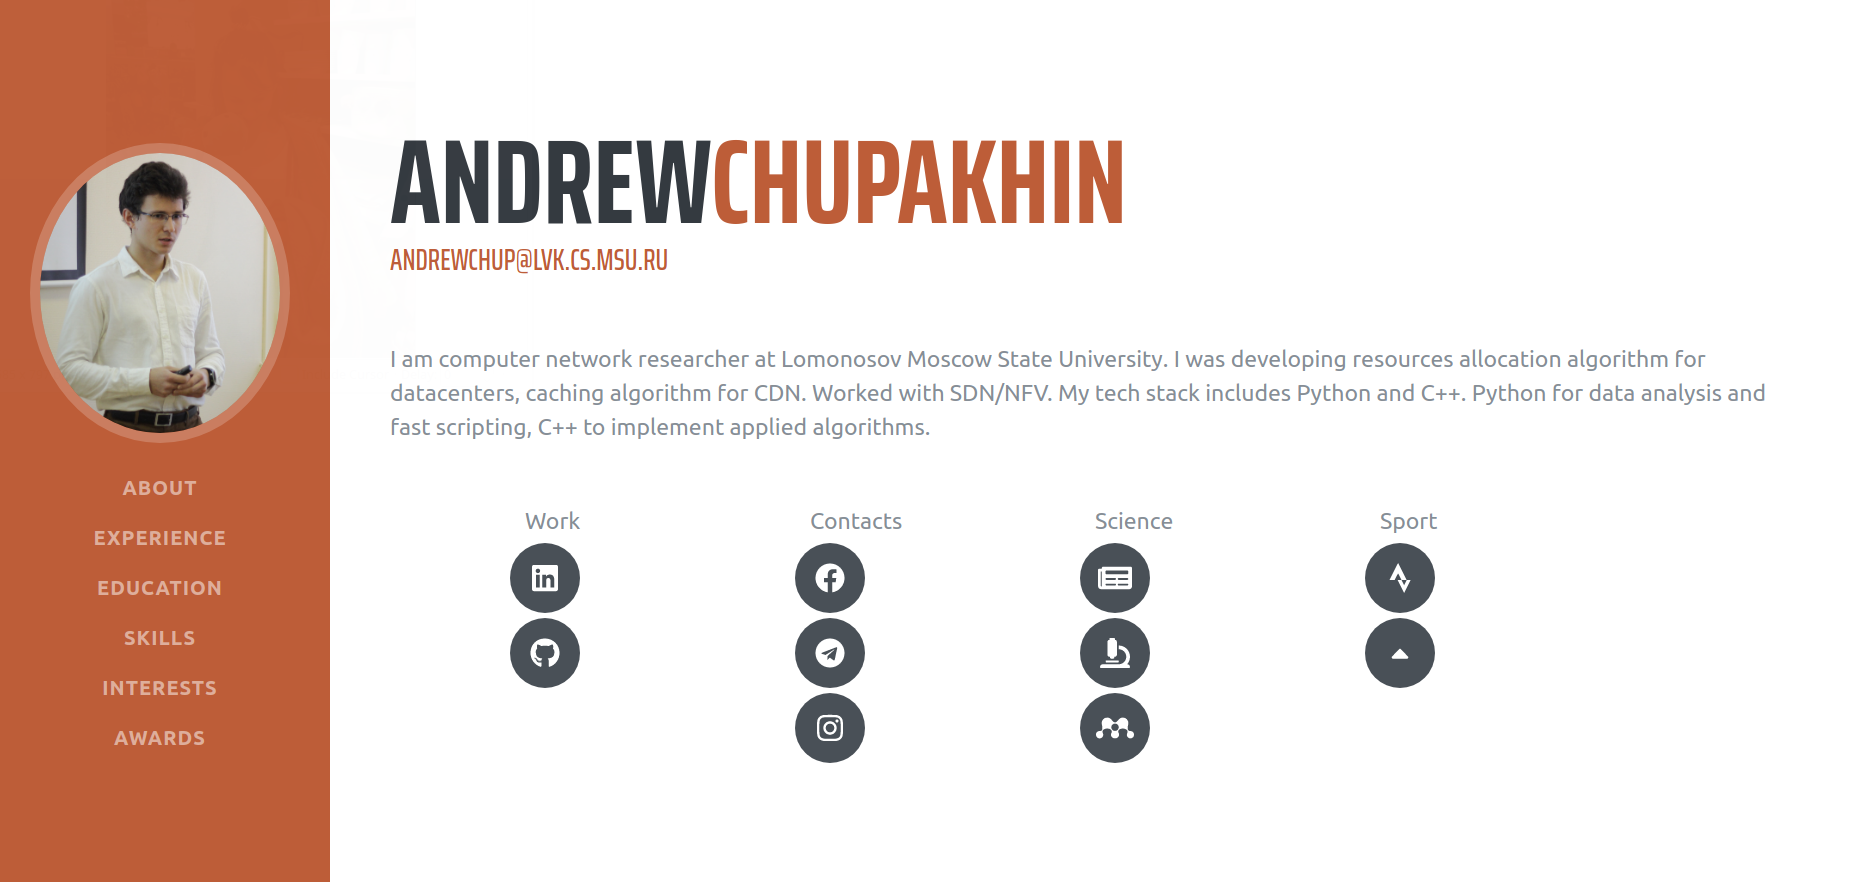 ANDREWCHUPAKHIN
ANDREWCHUP@LVK.CS.MSU.RU
I am computer network researcher at Lomonosov Moscow State University. I was developing resources allocation algorithm for
datacenters, caching algorithm for CDN. Worked with SDN/NFV. My tech stack includes Python and C++. Python for data analysis and
fast scripting, C++ to implement applied algorithms.
ABOUT
EXPERIENCE
EDUCATION
SKILLS
INTERESTS
AWARDS
Work
Contacts
Science
Sport